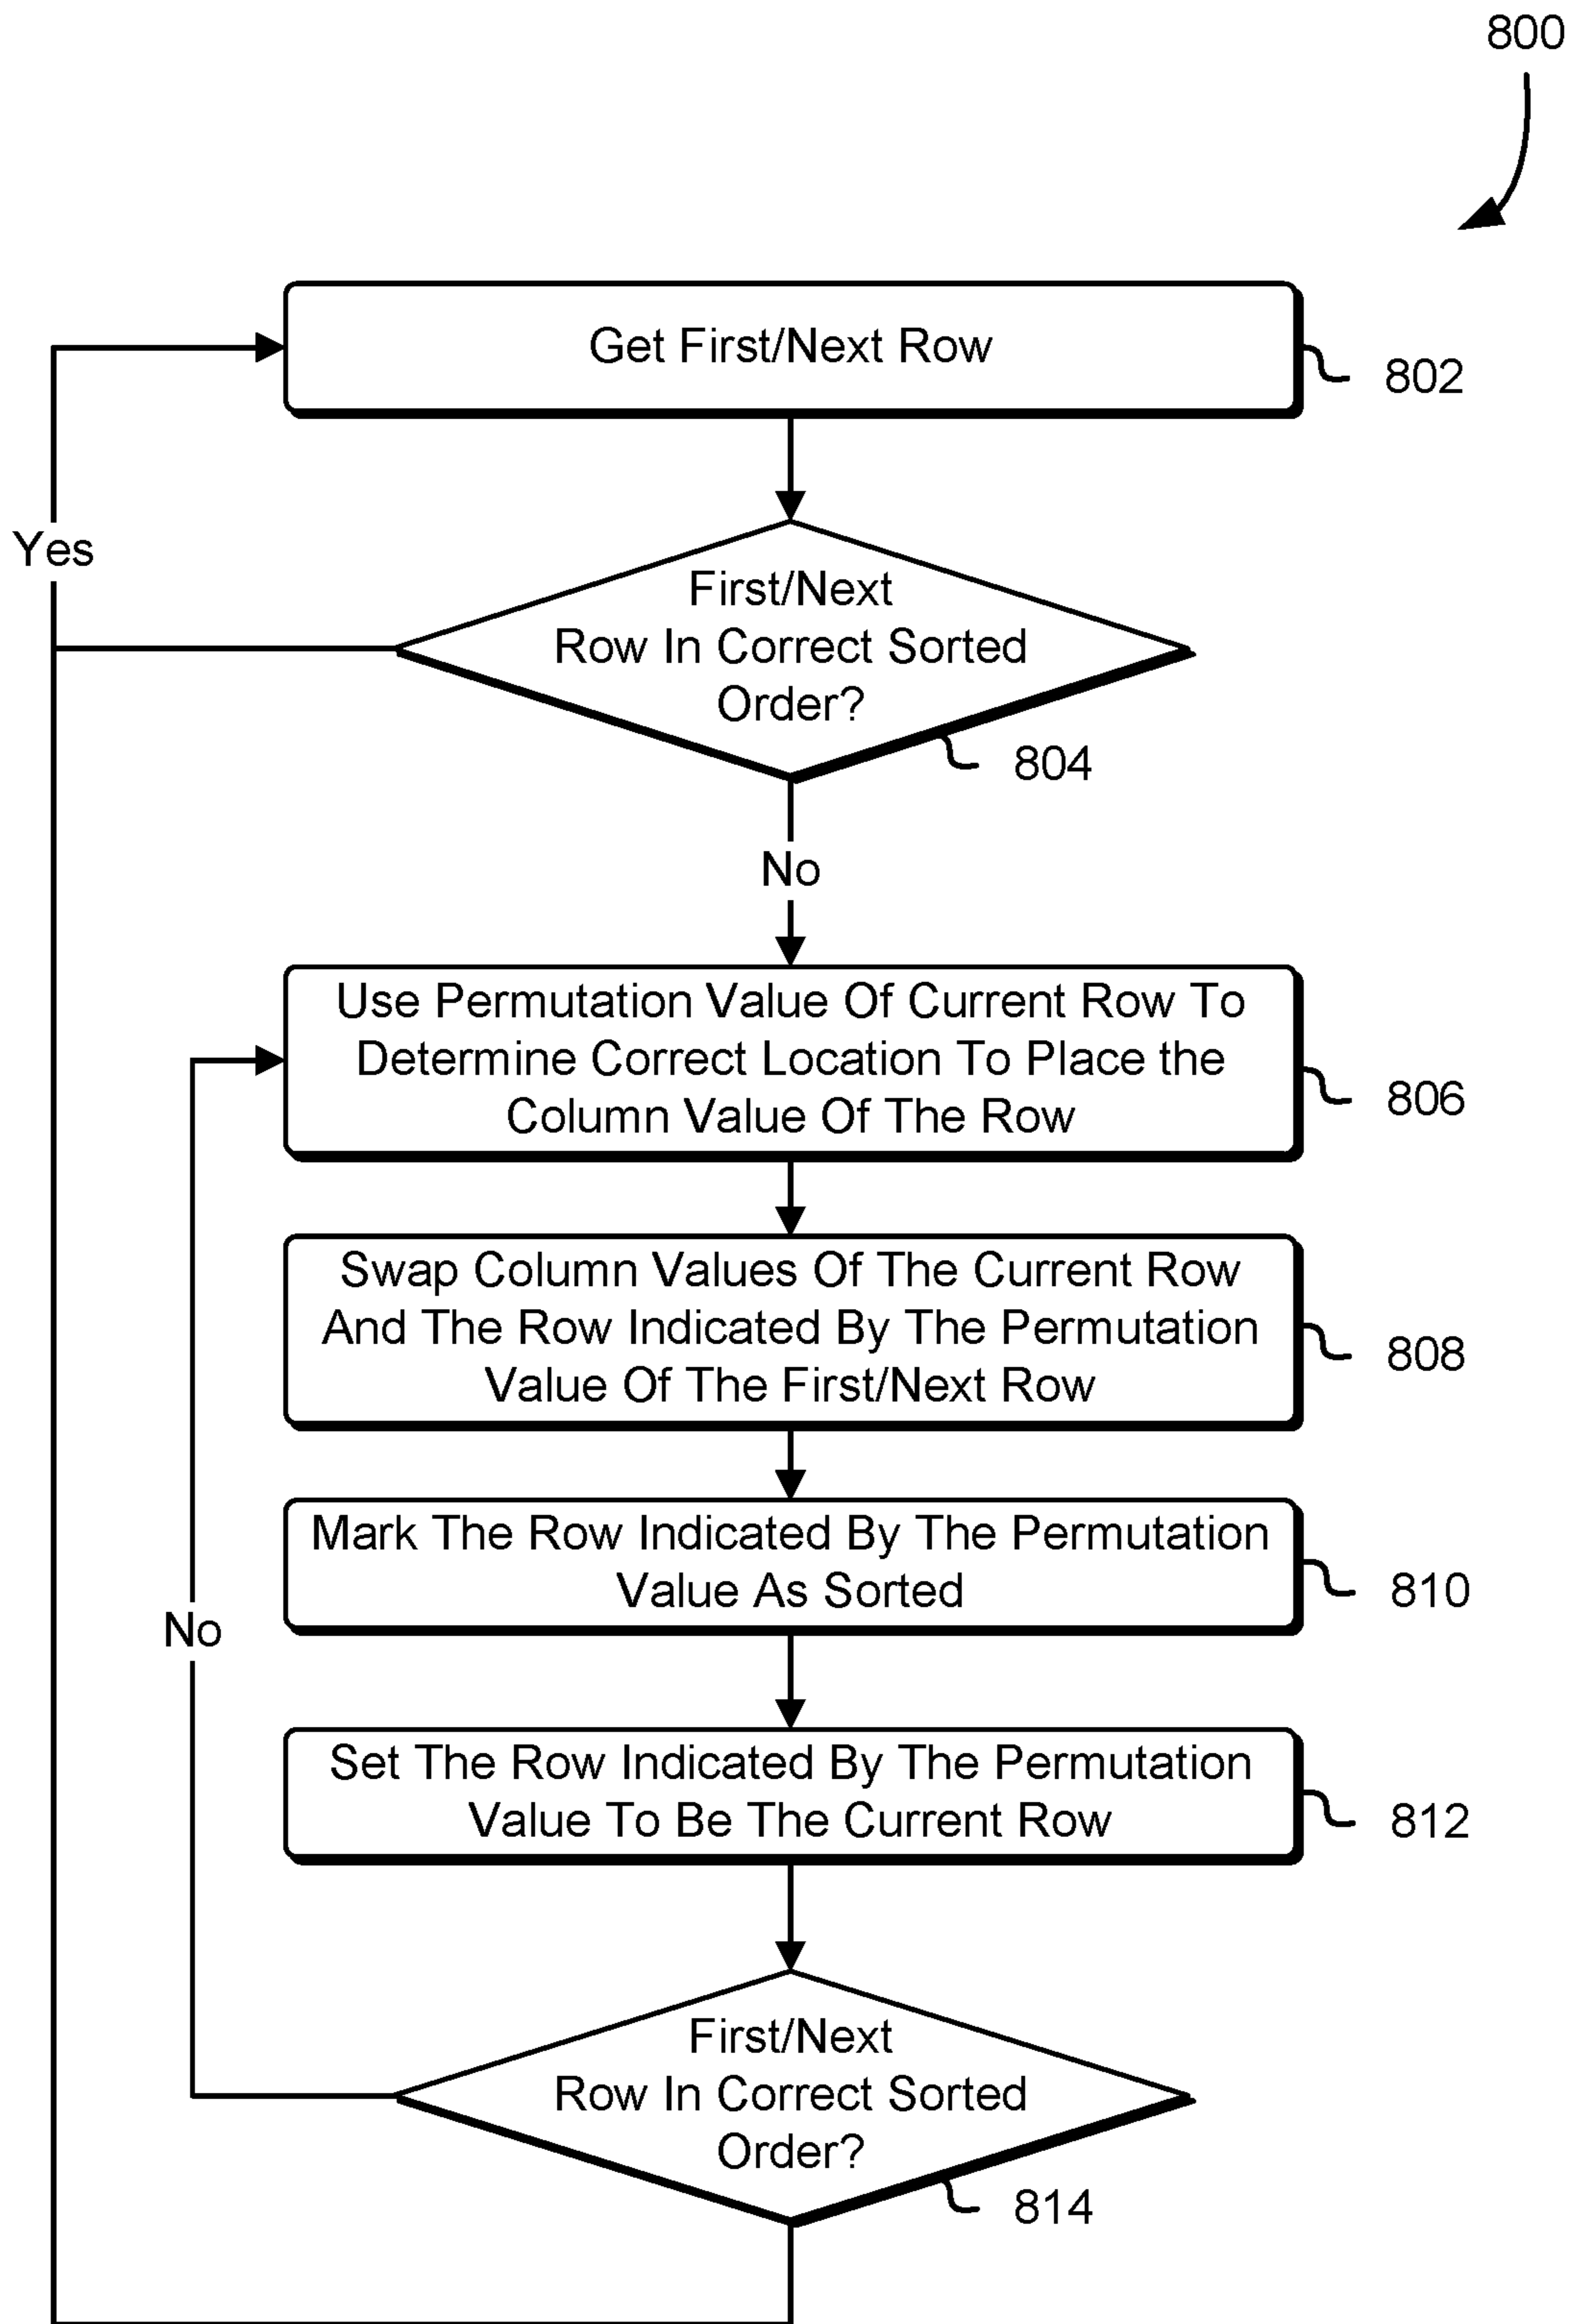 800
Get First/Next Row
802
Yes
First/Next
Row In Correct Sorted
Order?
804
No
Use Permutation Value Of Current Row To
Determine Correct Location To Place the
Column Value Of The Row
806
Swap Column Values Of The Current Row
And The Row Indicated By The Permutation
Value Of The First/Next Row
808
Mark The Row Indicated By The Permutation
Value As Sorted
810
No
Set The Row Indicated By The Permutation
Value To Be The Current Row
812
First/Next
Row In Correct Sorted
Order?
814